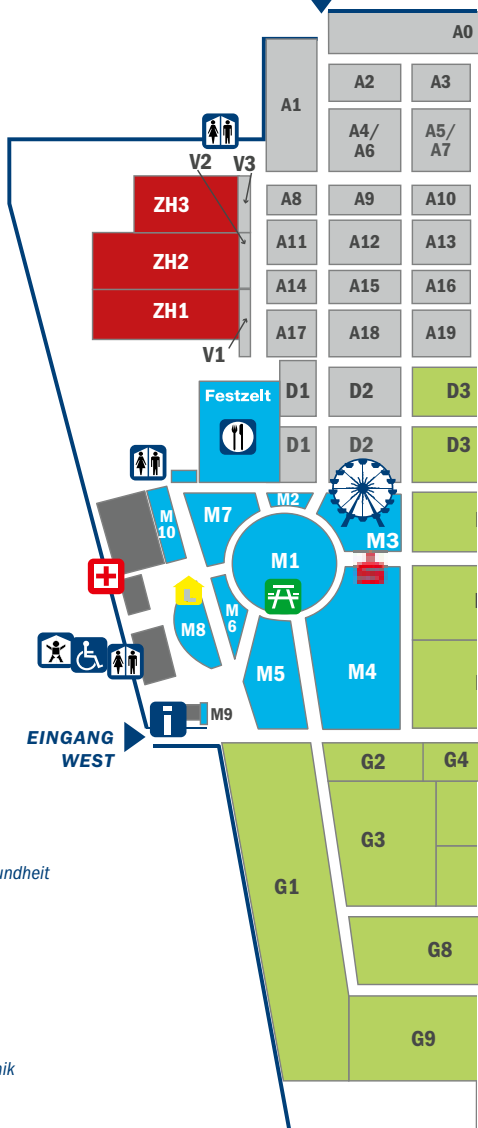 A0
A2
A3
A1
A4/
A6
A5/
A7
V2
V3
ZH3
A8
A9
A10
A11
A12
A13
ZH2
A14
A15
A16
ZH1
A17
A18
A19
V1
Festzelt
D1
D2
D3
D1
D2
D3
M
10
M7
M2
M3
M1
M
6
M8
M5
M4
M9
EINGANG
WEST
G2
G4
G3
G1
undheit
G8
G9
nik